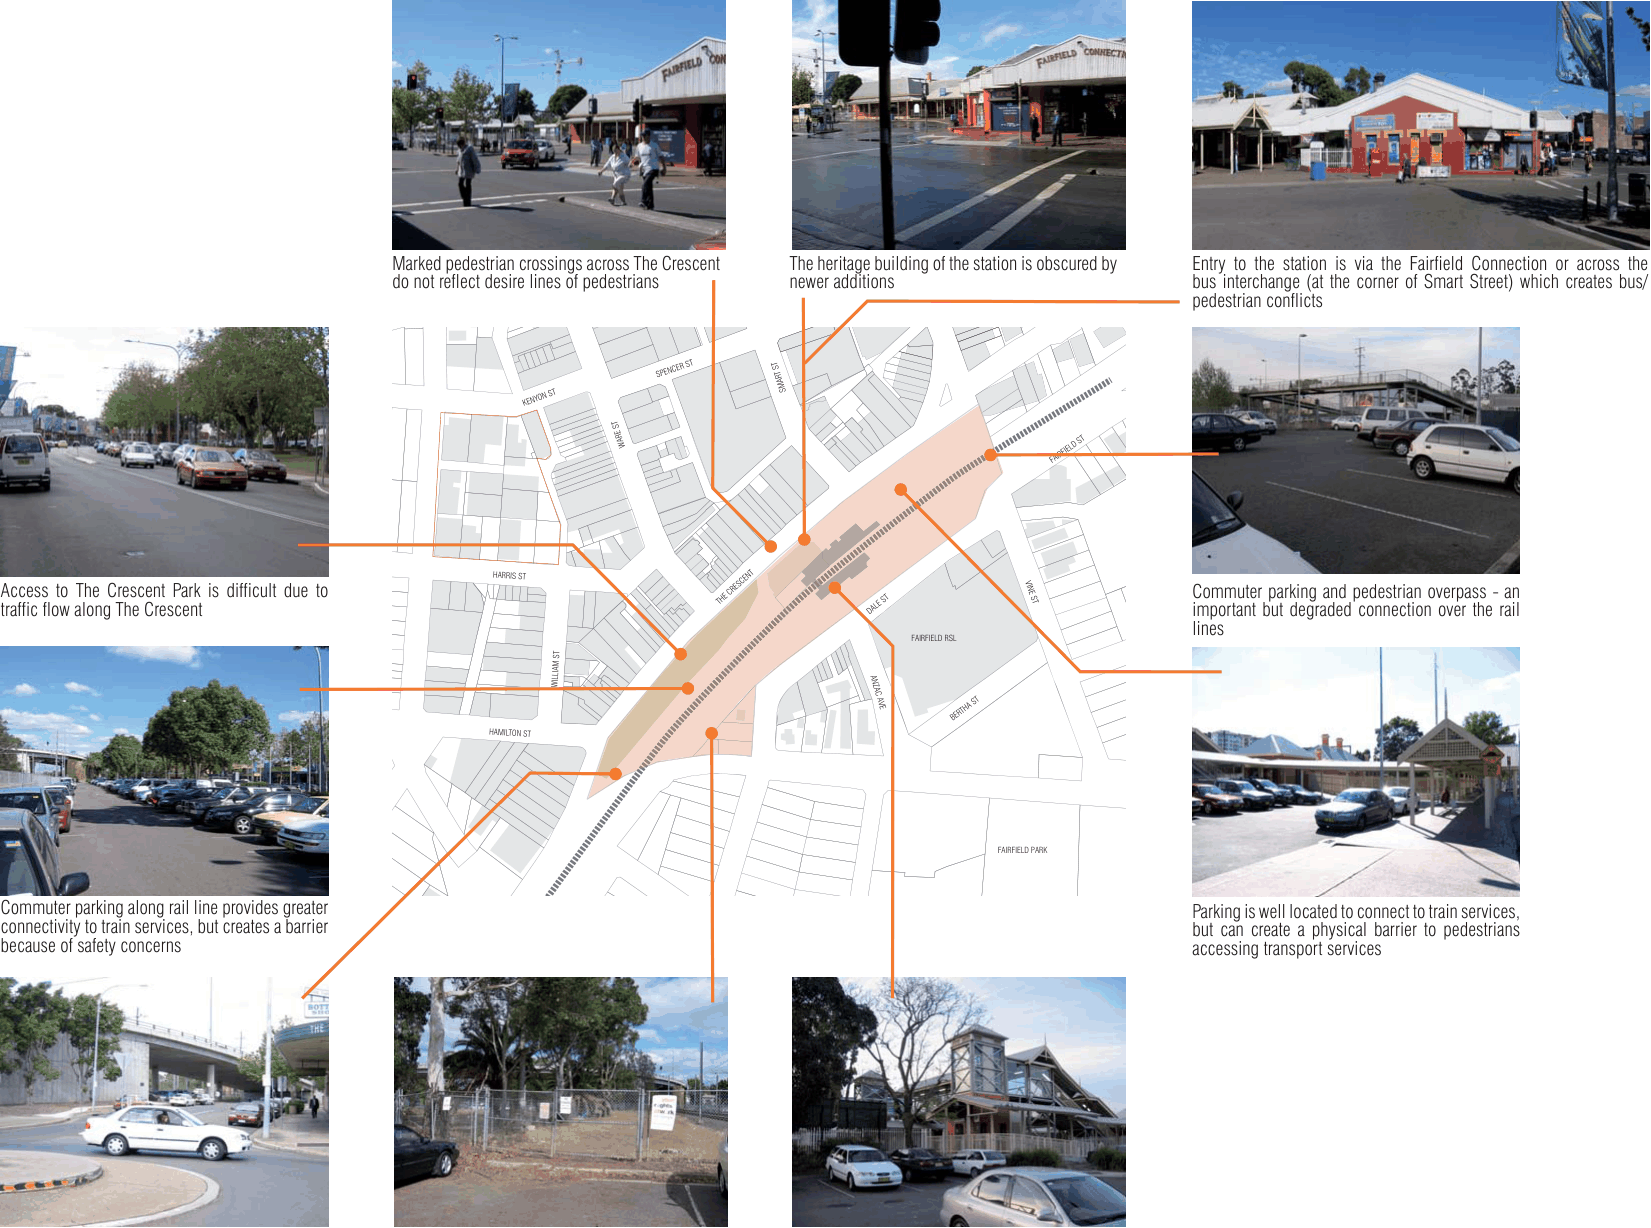 FAIRFIELD CON
FAIRFIELD CONNECTI
Marked pedestrian crossings across The Crescent
do not reflect desire lines of pedestrians
The heritage building of the station is obscured by
newer additions
Entry to the station is via the Fairfield Connection or across the
bus interchange (at the corner of Smart Street) which creates bus/
pedestrian conflicts
SPENCER ST
SMART ST
KENYON ST
WARE ST
FAIRFIELD ST
HARRIS ST
THE CRESCENT
DALE ST
VINE ST
FAIRFIELD RSL
WILLIAM ST
ANZAC AVE
BERTHA ST
HAMILTON ST
FAIRFIELD PARK
Access to The Crescent Park is difficult due to
traffic flow along The Crescent
Commuter parking and pedestrian overpass - an
important but degraded connection over the rail
lines
Commuter parking along rail line provides greater
connectivity to train services, but creates a barrier
because of safety concerns
Parking is well located to connect to train services,
but can create a physical barrier to pedestrians
accessing transport services
BOTT
THE